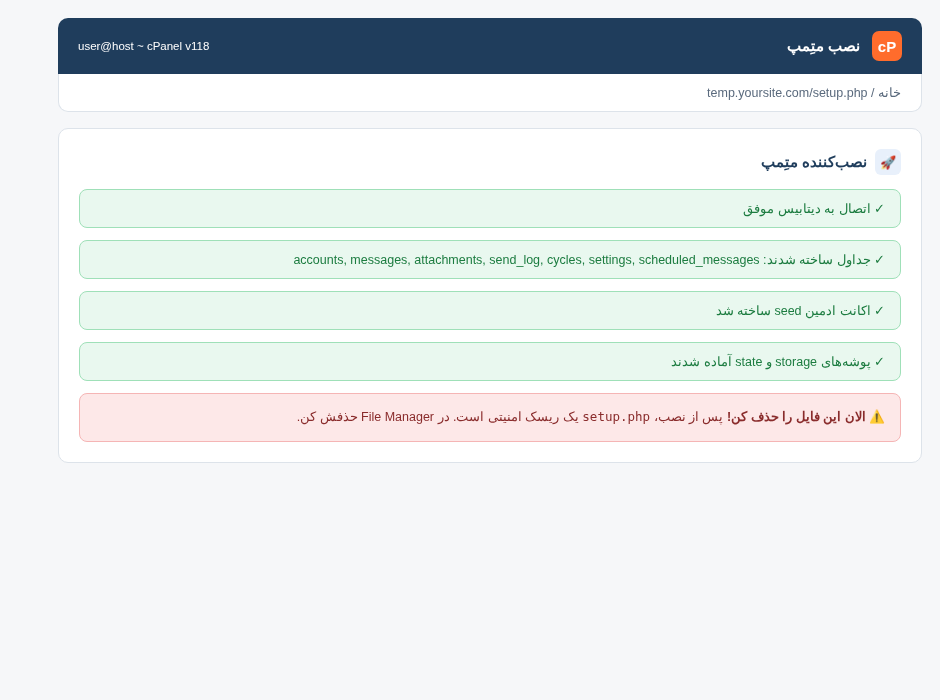 cP نصب مِتِمپ
user@host ~ cPanel v118
خانه / temp.yoursite.com/setup.php
🚀 نصب‌کننده مِتِمپ
✓ اتصال به دیتابیس موفق
✓ جداول ساخته شدند: accounts, messages, attachments, send_log, cycles, settings, scheduled_messages
✓ اکانت ادمین seed ساخته شد
✓ پوشه‌های storage و state آماده شدند
⚠️ الان این فایل را حذف کن! پس از نصب، setup.php یک ریسک امنیتی است. در File Manager حذفش کن.